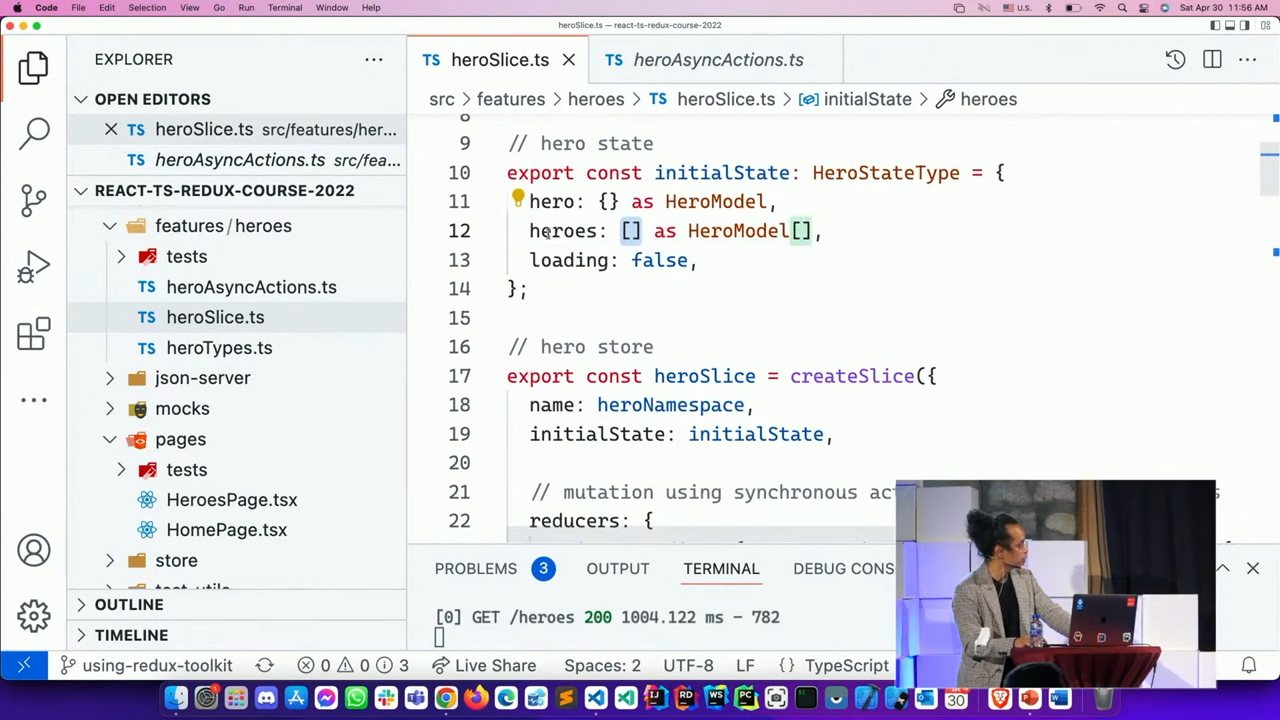 Code File Edit Selection View Go Run Terminal Window Help U.S. Sat Apr 30 11:56 AM
heroSlice.ts — react-ts-redux-course-2022
EXPLORER
OPEN EDITORS
heroSlice.ts src/features/her...
heroAsyncActions.ts src/fea...
REACT-TS-REDUX-COURSE-2022
features/heroes
tests
TS heroAsyncActions.ts
TS heroSlice.ts
TS heroTypes.ts
json-server
mocks
pages
tests
HeroesPage.tsx
HomePage.tsx
store
test-utils
OUTLINE
TIMELINE
TS heroSlice.ts TS heroAsyncActions.ts
src > features > heroes > TS heroSlice.ts > initialState > heroes
8
9 // hero state
10 export const initialState: HeroStateType = {
11 hero: {} as HeroModel,
12 heroes: [] as HeroModel[],
13 loading: false,
14 };
15
16 // hero store
17 export const heroSlice = createSlice({
18 name: heroNamespace,
19 initialState: initialState,
20
21 // mutation using synchronous ac
22 reducers: {
PROBLEMS 3 OUTPUT TERMINAL DEBUG CONS
[0] GET /heroes 200 1004.122 ms - 782
using-redux-toolkit 0 0 3 Live Share Spaces: 2 UTF-8 LF {} TypeScript